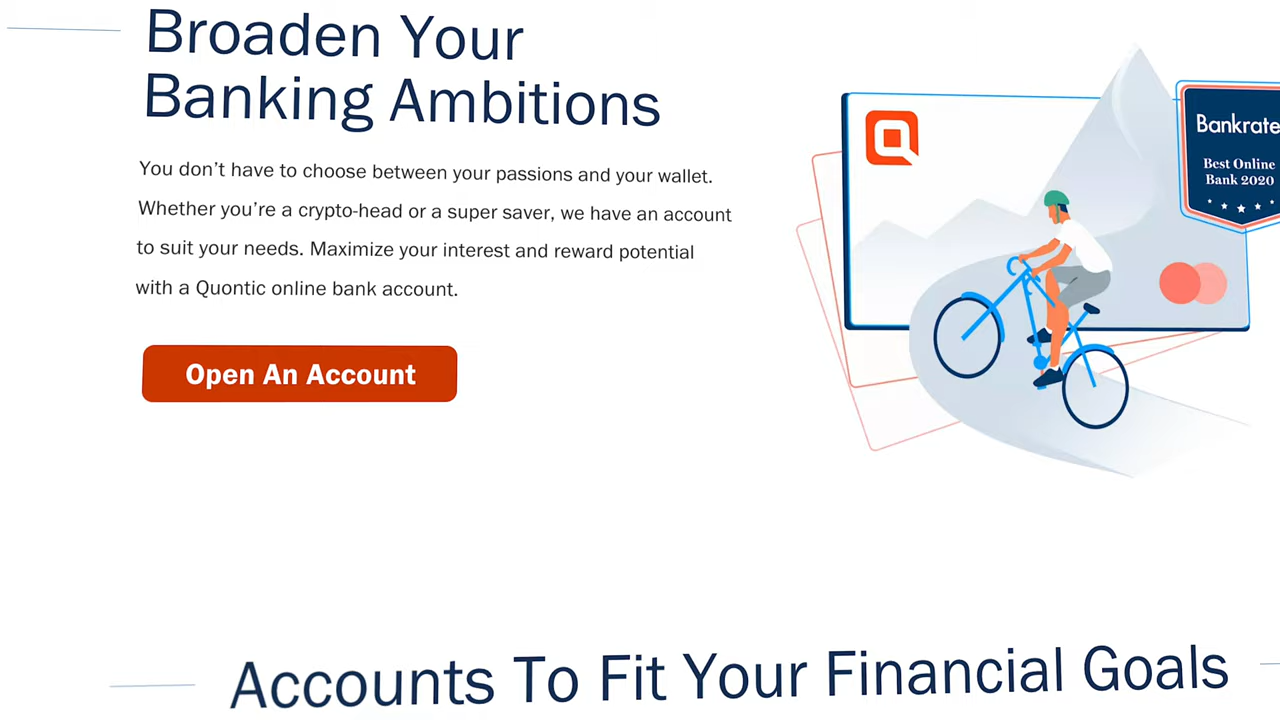 Broaden Your
Banking Ambitions
You don't have to choose between your passions and your wallet.
Whether you're a crypto-head or a super saver, we have an account
to suit your needs. Maximize your interest and reward potential
with a Quontic online bank account.
Open An Account
Bankrate
Best Online
Bank 2020
Accounts To Fit Your Financial Goals